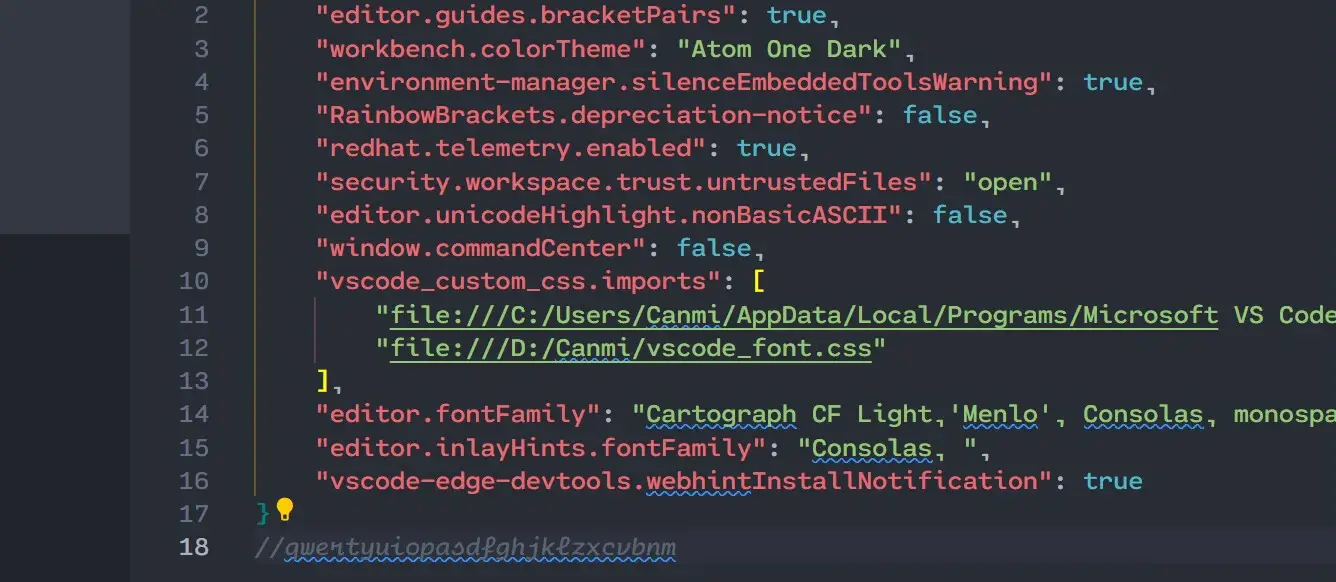 2 "editor.guides.bracketPairs": true,
3 "workbench.colorTheme": "Atom One Dark",
4 "environment-manager.silenceEmbeddedToolsWarning": true,
5 "RainbowBrackets.depreciation-notice": false,
6 "redhat.telemetry.enabled": true,
7 "security.workspace.trust.untrustedFiles": "open",
8 "editor.unicodeHighlight.nonBasicASCII": false,
9 "window.commandCenter": false,
10 "vscode_custom_css.imports": [
11 "file:///C:/Users/Canmi/AppData/Local/Programs/Microsoft VS Code
12 "file:///D:/Canmi/vscode_font.css"
13 ],
14 "editor.fontFamily": "Cartograph CF Light,'Menlo', Consolas, monospa
15 "editor.inlayHints.fontFamily": "Consolas, ",
16 "vscode-edge-devtools.webhintInstallNotification": true
17 }
18 //qwertyuiopasdfghjklzxcvbnm